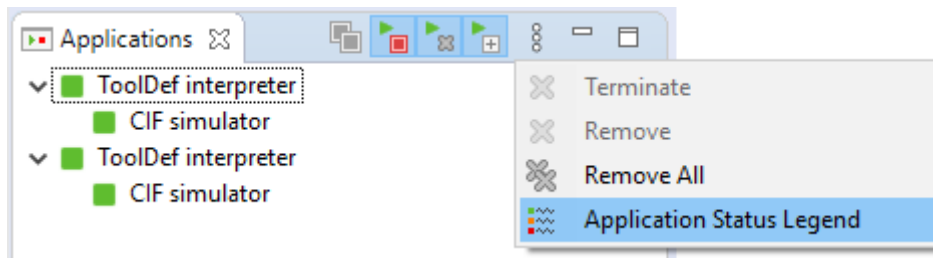 Applications
ToolDef interpreter
CIF simulator
ToolDef interpreter
CIF simulator
Terminate
Remove
Remove All
Application Status Legend